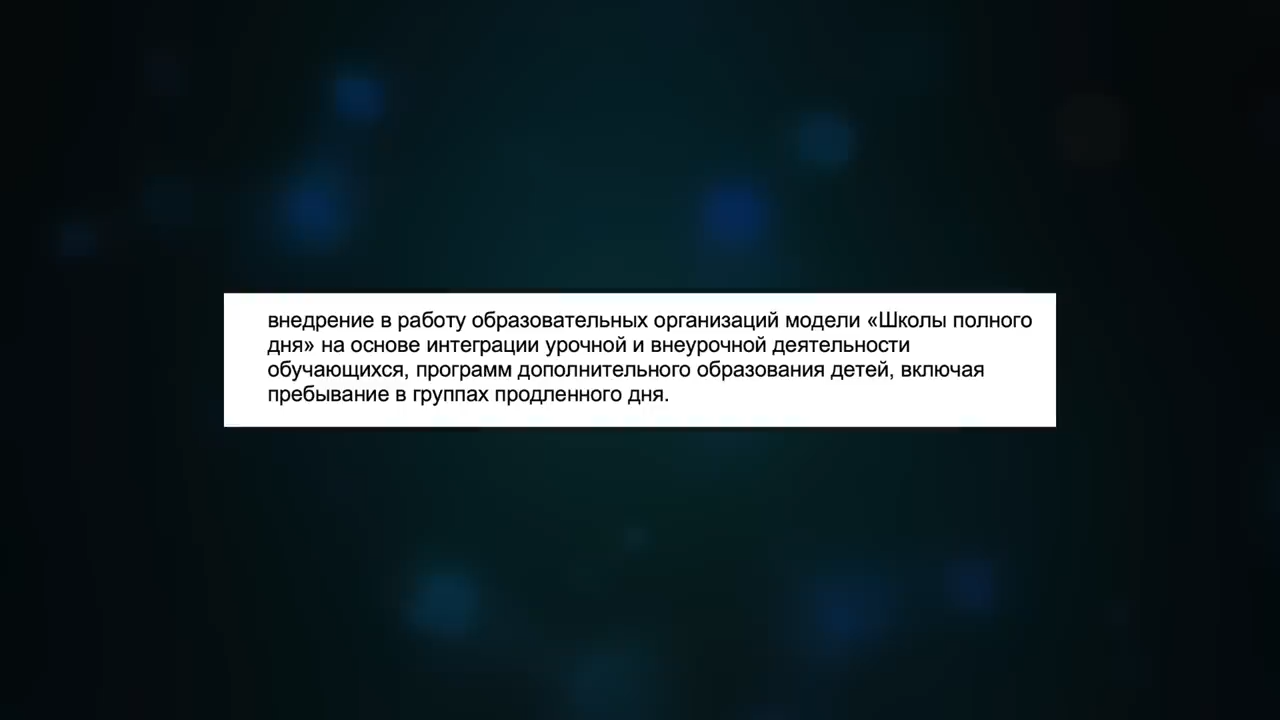 внедрение в работу образовательных организаций модели «Школы полного
дня» на основе интеграции урочной и внеурочной деятельности
обучающихся, программ дополнительного образования детей, включая
пребывание в группах продленного дня.